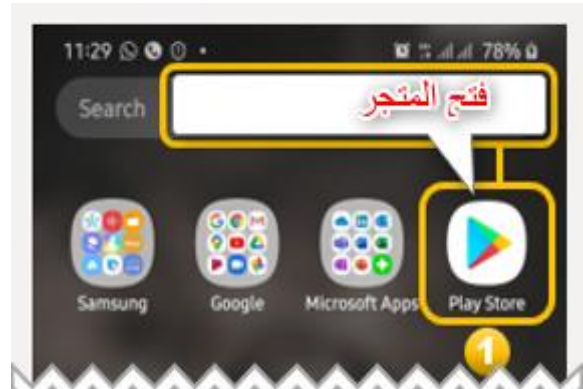 11:29 78%
Search
فتح المتجر
Samsung Google Microsoft Apps Play Store
1